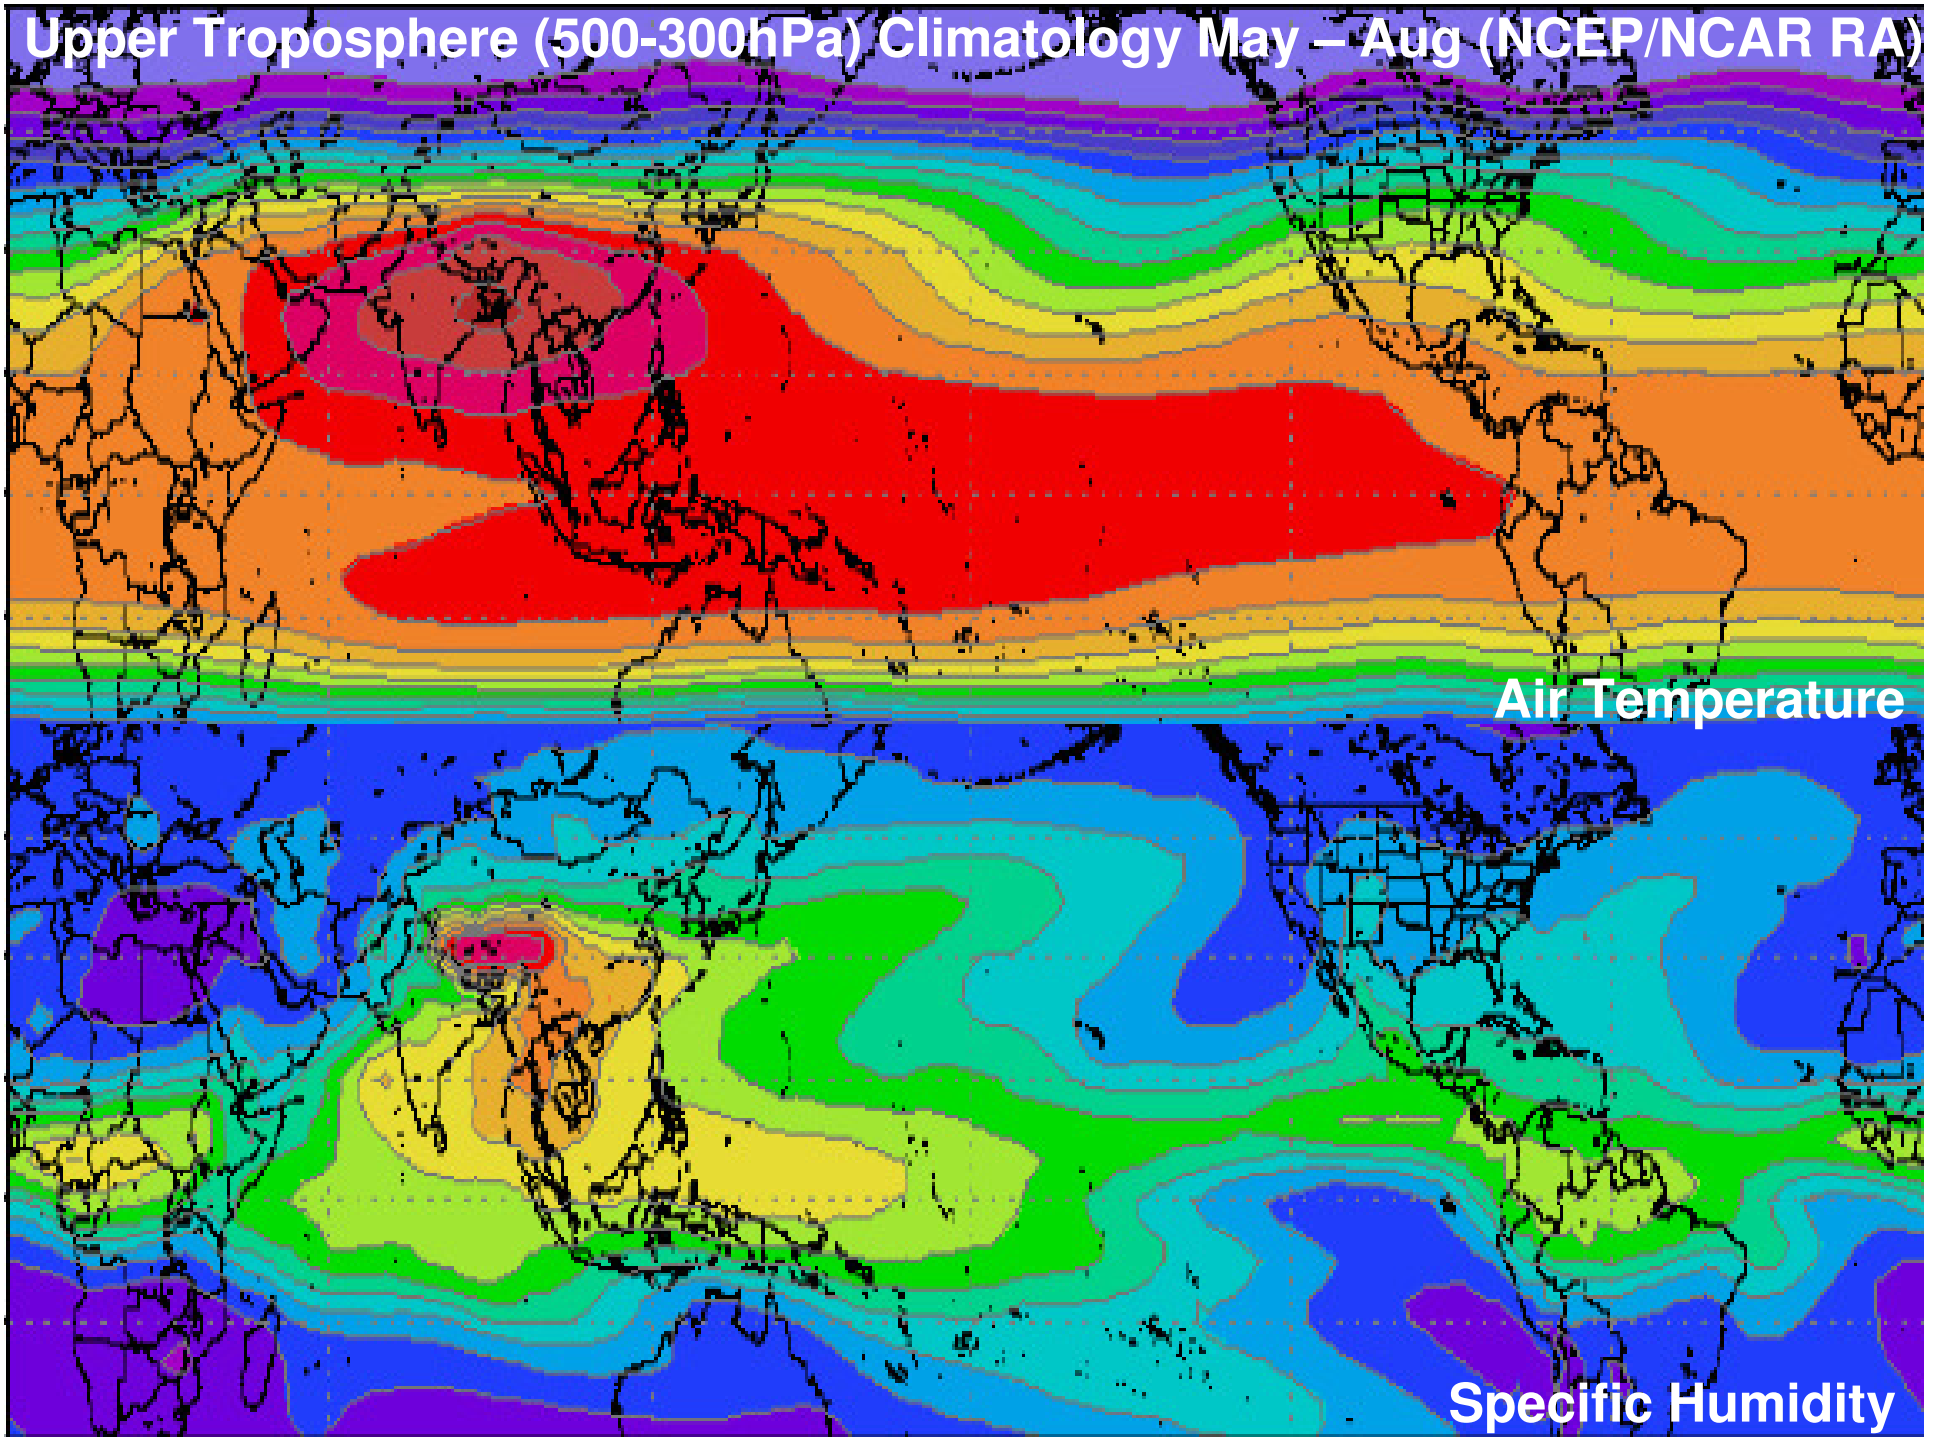 Upper Troposphere (500-300hPa) Climatology May – Aug (NCEP/NCAR RA)
Air Temperature
Specific Humidity